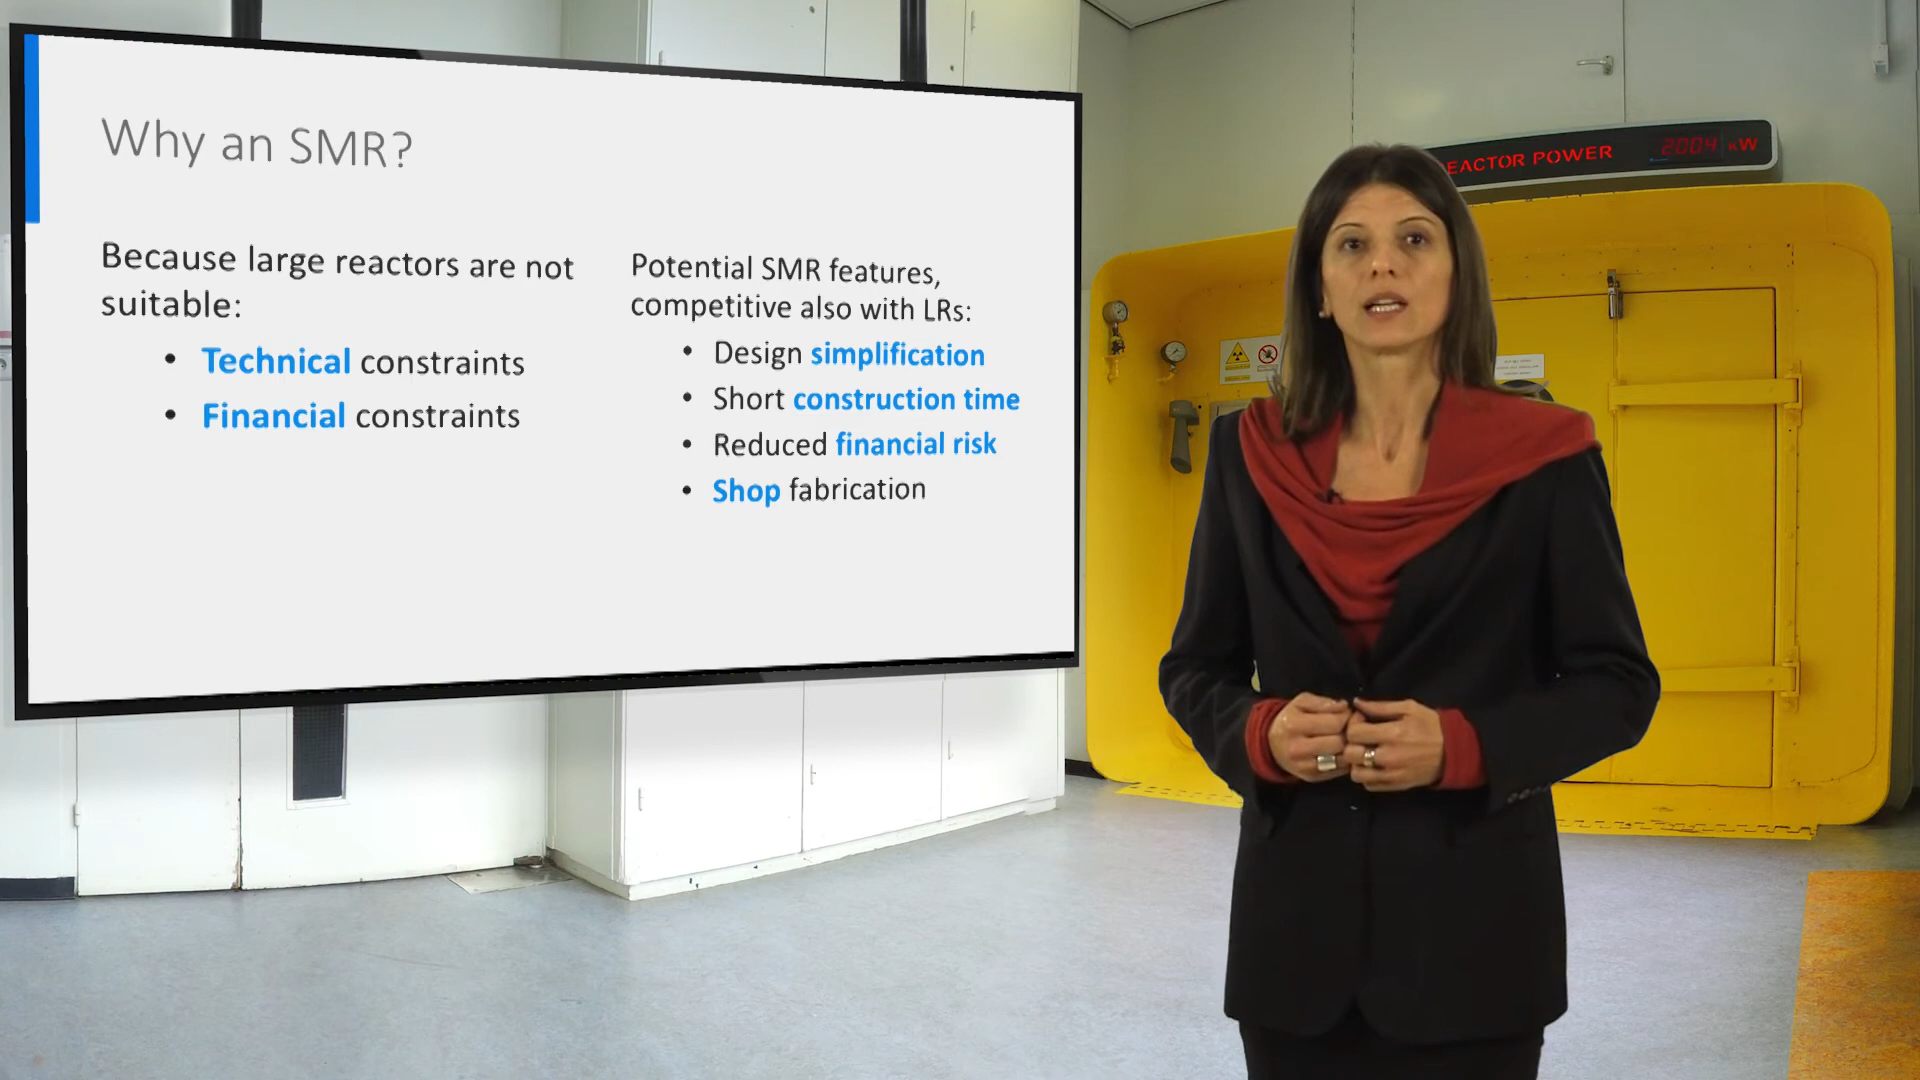 Why an SMR?
Because large reactors are not
suitable:
• Technical constraints
• Financial constraints
Potential SMR features,
competitive also with LRs:
• Design simplification
• Short construction time
• Reduced financial risk
• Shop fabrication
EACTOR POWER 2004 kW